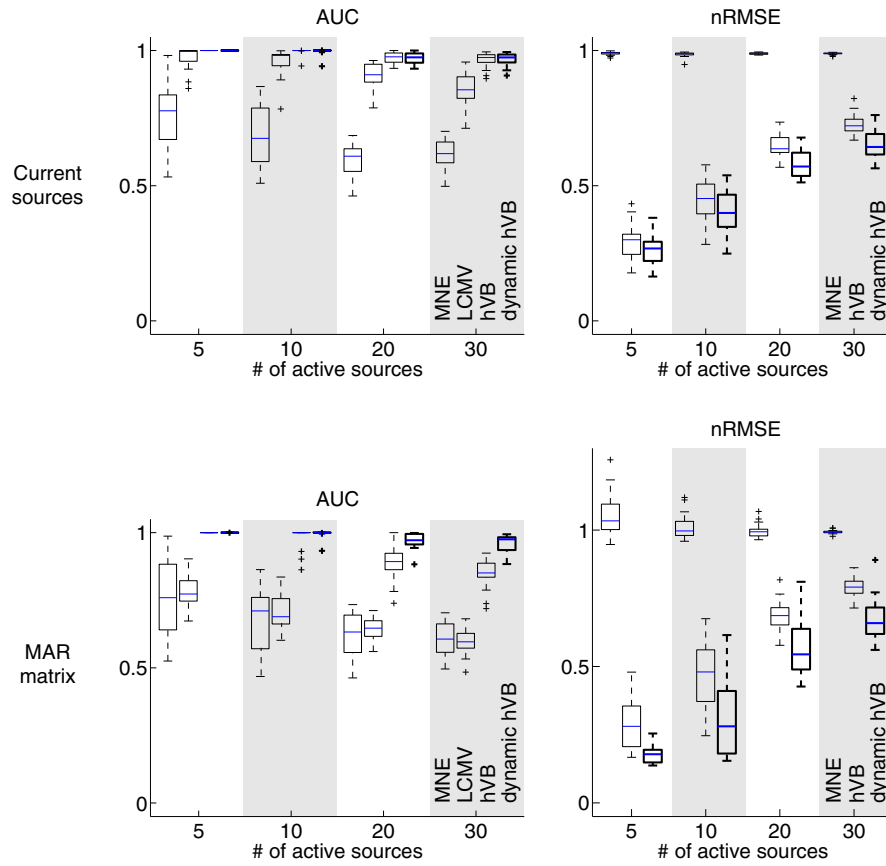 AUC
nRMSE
Current
sources
1
0.5
0
MNE
LCMV
hVB
dynamic hVB
5 10 20 30
# of active sources
1
0.5
0
MNE
hVB
dynamic hVB
5 10 20 30
# of active sources
nRMSE
AUC
MAR
matrix
1
0.5
0
MNE
LCMV
hVB
dynamic hVB
5 10 20 30
# of active sources
1
0.5
0
MNE
hVB
dynamic hVB
5 10 20 30
# of active sources